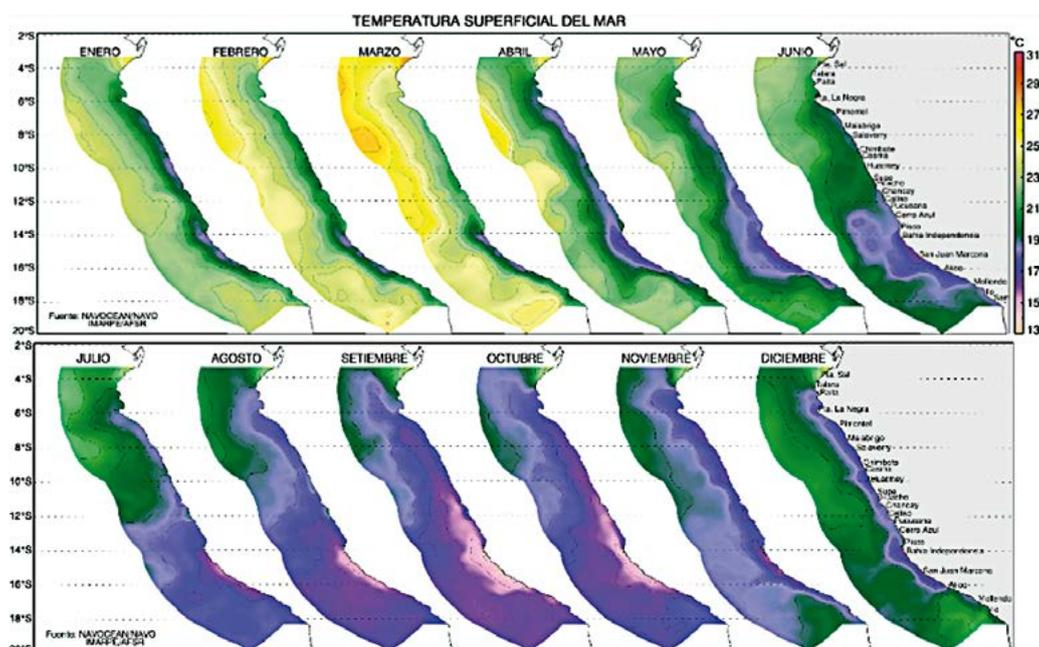 TEMPERATURA SUPERFICIAL DEL MAR
ENERO FEBRERO MARZO ABRIL MAYO JUNIO
°C
2°S
4°S
6°S
8°S
10°S
12°S
14°S
16°S
18°S
20°S
Talara
Paita
La Negra
Pimentel
Malabrigo
Salaverry
Chimbote
Casma
Huarmey
Supe
Huacho
Chancay
Callao
Pucusana
Cerro Azul
Pisco
Bahia Independencia
San Juan Marcona
Atico
Mollendo
Ilo
31
29
27
25
23
21
19
17
15
13
Fuente: NAVOCEAN/NAVO
IMARPE/AFSR
JULIO AGOSTO SETIEMBRE OCTUBRE NOVIEMBRE DICIEMBRE
2°S
4°S
6°S
8°S
10°S
12°S
14°S
16°S
18°S
Pta. Sal
Talara
Paita
Pta. La Negra
Pimentel
Malabrigo
Salaverry
Chimbote
Casma
Huarmey
Supe
Huacho
Chancay
Callao
Pucusana
Cerro Azul
Pisco
Bahia Independencia
San Juan Marcona
Atico
Mollendo
Ilo
Fuente: NAVOCEAN/NAVO
IMARPE/AFSR